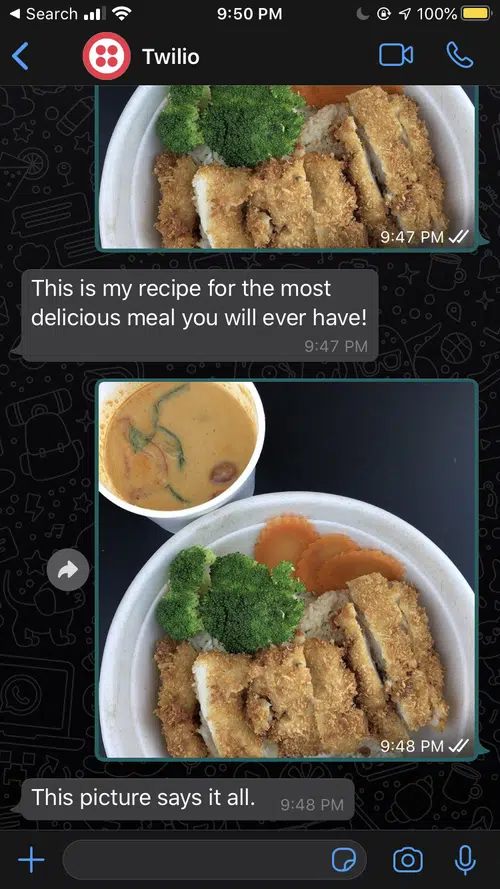 Search 9:50 PM 100%
Twilio
9:47 PM
This is my recipe for the most
delicious meal you will ever have!
9:47 PM
9:48 PM
This picture says it all. 9:48 PM